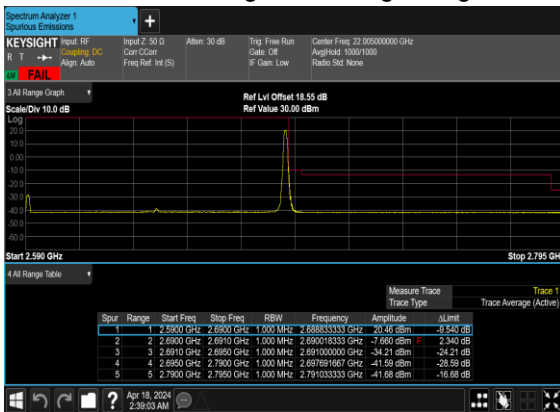 Spectrum Analyzer 1
Spurious Emissions
+
KEYSIGHT
R T
LV FAIL
Input: RF
Coupling: DC
Align: Auto
Input Z: 50 Ω
Corr CCorr
Freq Ref: Int (S)
Atten: 30 dB
Trig: Free Run
Gate: Off
IF Gain: Low
Center Freq: 22.005000000 GHz
Avg|Hold: 1000/1000
Radio Std: None
3 All Range Graph
Scale/Div 10.0 dB
Ref Lvl Offset 18.55 dB
Ref Value 30.00 dBm
Log
20.0
10.0
0.00
-10.0
-20.0
-30.0
-40.0
-50.0
-60.0
Start 2.590 GHz
Stop 2.795 GH
4 All Range Table
Measure Trace Trace 1
Trace Type Trace Average (Active)
Spur Range Start Freq Stop Freq RBW Frequency Amplitude ΔLimit
1 1 2.5900 GHz 2.6900 GHz 1.000 MHz 2.688833333 GHz 20.46 dBm -9.540 dB
2 2 2.6900 GHz 2.6910 GHz 1.000 MHz 2.690018333 GHz -7.660 dBm F 2.340 dB
3 3 2.6910 GHz 2.6950 GHz 1.000 MHz 2.691000000 GHz -34.21 dBm -24.21 dB
4 4 2.6950 GHz 2.7900 GHz 1.000 MHz 2.697691667 GHz -41.59 dBm -28.59 dB
5 5 2.7900 GHz 2.7950 GHz 1.000 MHz 2.791033333 GHz -41.68 dBm -16.68 dB
?
Apr 18, 2024
2:39:03 AM